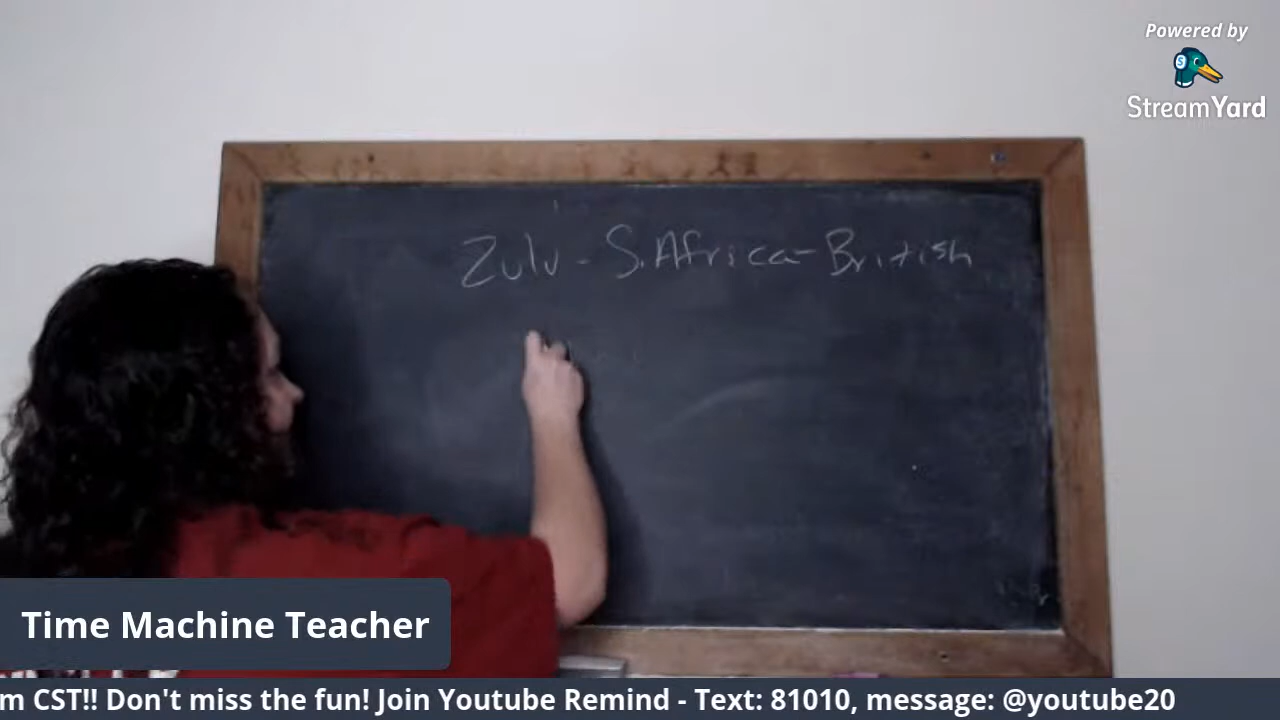 Powered by
StreamYard
Zulu - S. Africa - British
Time Machine Teacher
m CST!! Don't miss the fun! Join Youtube Remind - Text: 81010, message: @youtube20